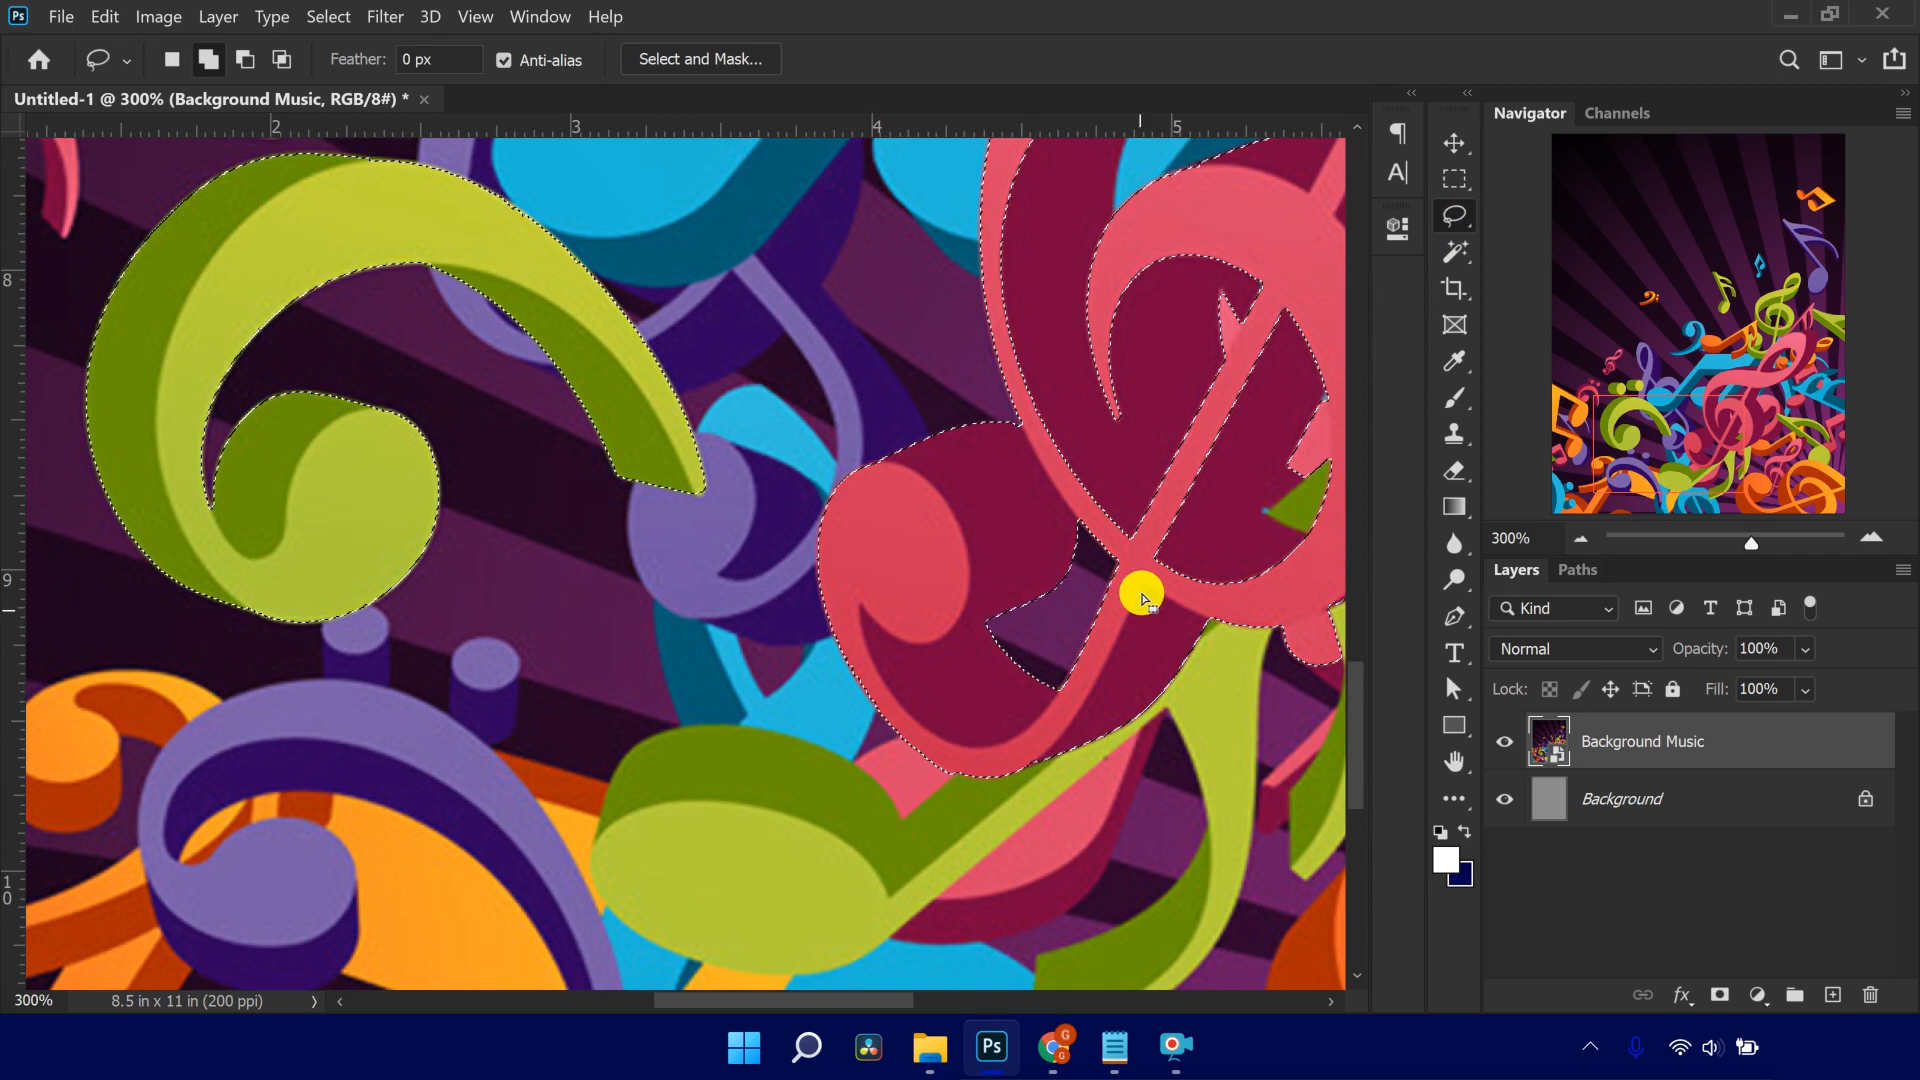 Ps File Edit Image Layer Type Select Filter 3D View Window Help
Feather: 0 px Anti-alias Select and Mask...
Untitled-1 @ 300% (Background Music, RGB/8#) * ×
2 3 4 5
8
9
1
0
Navigator Channels
300%
Layers Paths
Kind
Normal Opacity: 100%
Lock: Fill: 100%
Background Music
Background
300% 8.5 in x 11 in (200 ppi)
Ps G G